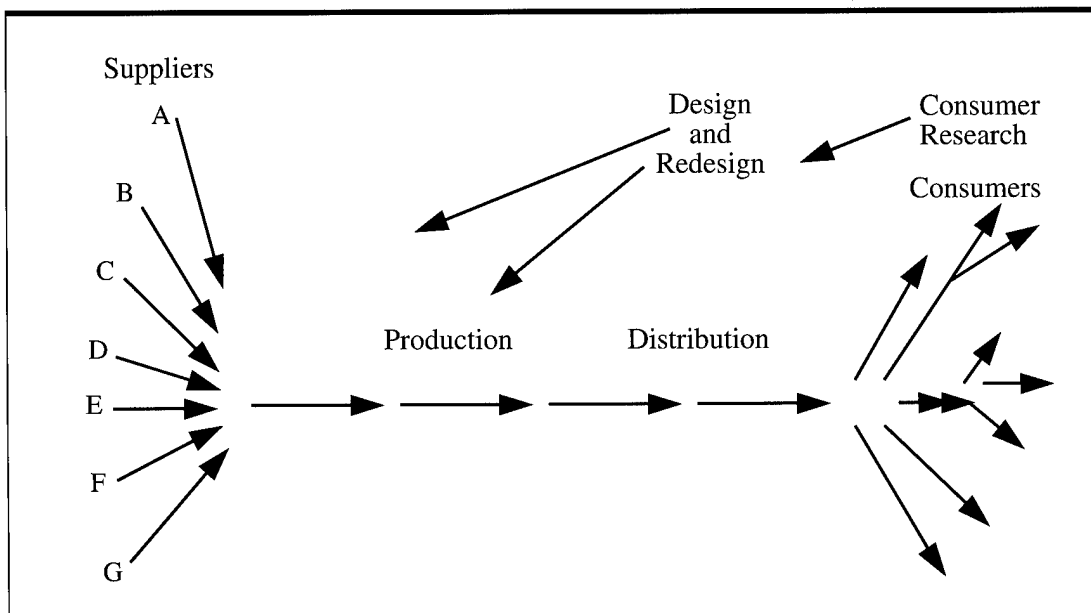 Suppliers
A
B
C
D
E
F
G
Design
and
Redesign
Consumer
Research
Consumers
Production
Distribution